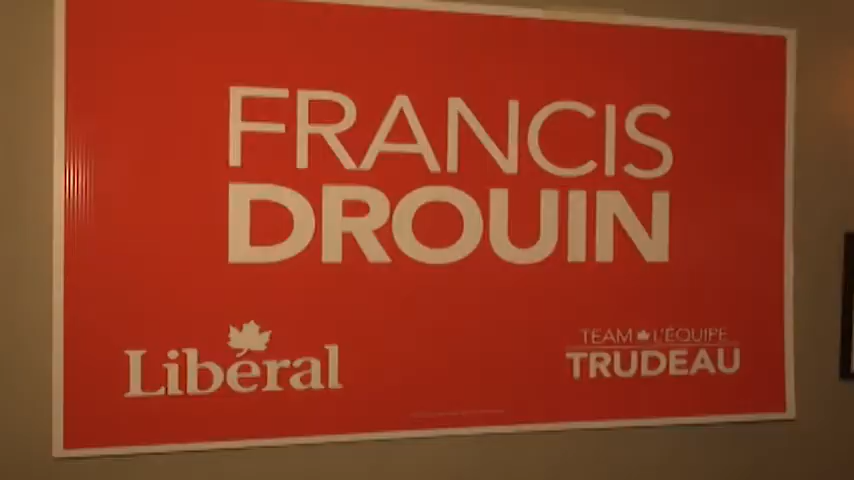 FRANCIS
DROUIN
Libéral
TEAM L'ÉQUIPE
TRUDEAU